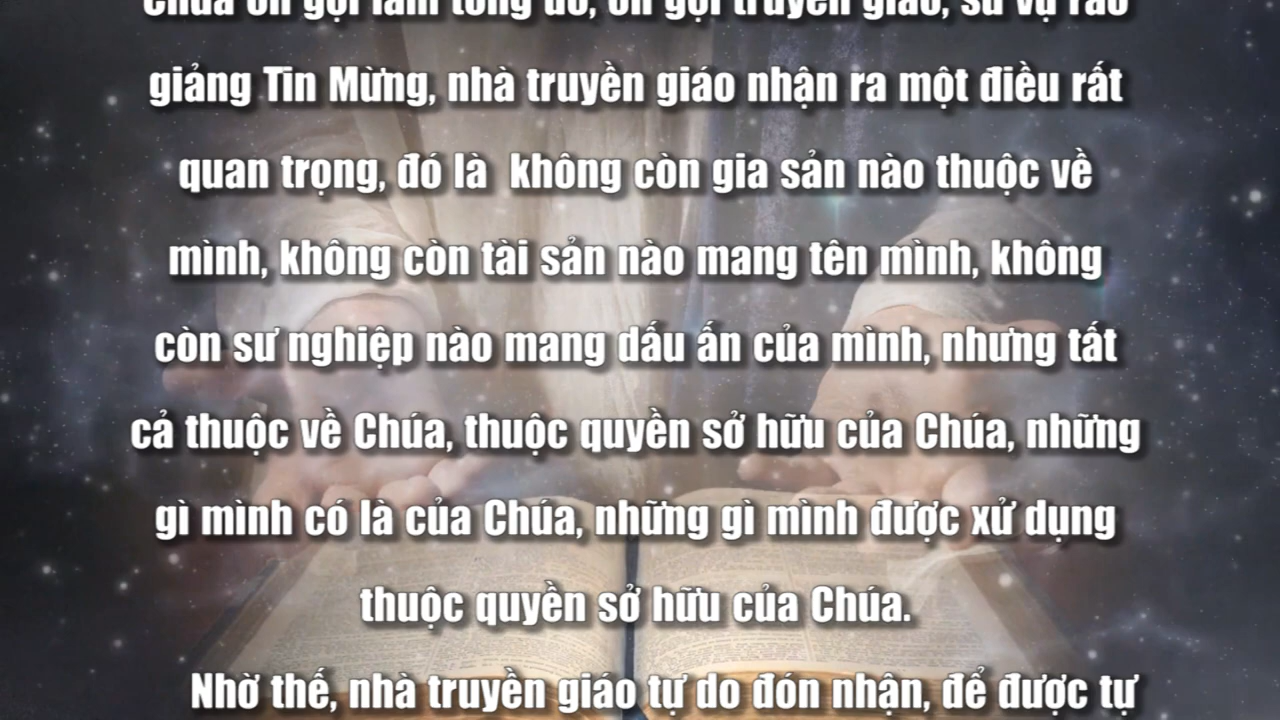 Chúa ơn gọi làm tông đồ, ơn gọi truyền giáo, sứ vụ rao
giảng Tin Mừng, nhà truyền giáo nhận ra một điều rất
quan trọng, đó là  không còn gia sản nào thuộc về
mình, không còn tài sản nào mang tên mình, không
còn sư nghiệp nào mang dấu ấn của mình, nhưng tất
cả thuộc về Chúa, thuộc quyền sở hữu của Chúa, những
gì mình có là của Chúa, những gì mình được xử dụng
thuộc quyền sở hữu của Chúa.
Nhờ thế, nhà truyền giáo tự do đón nhận, để được tự